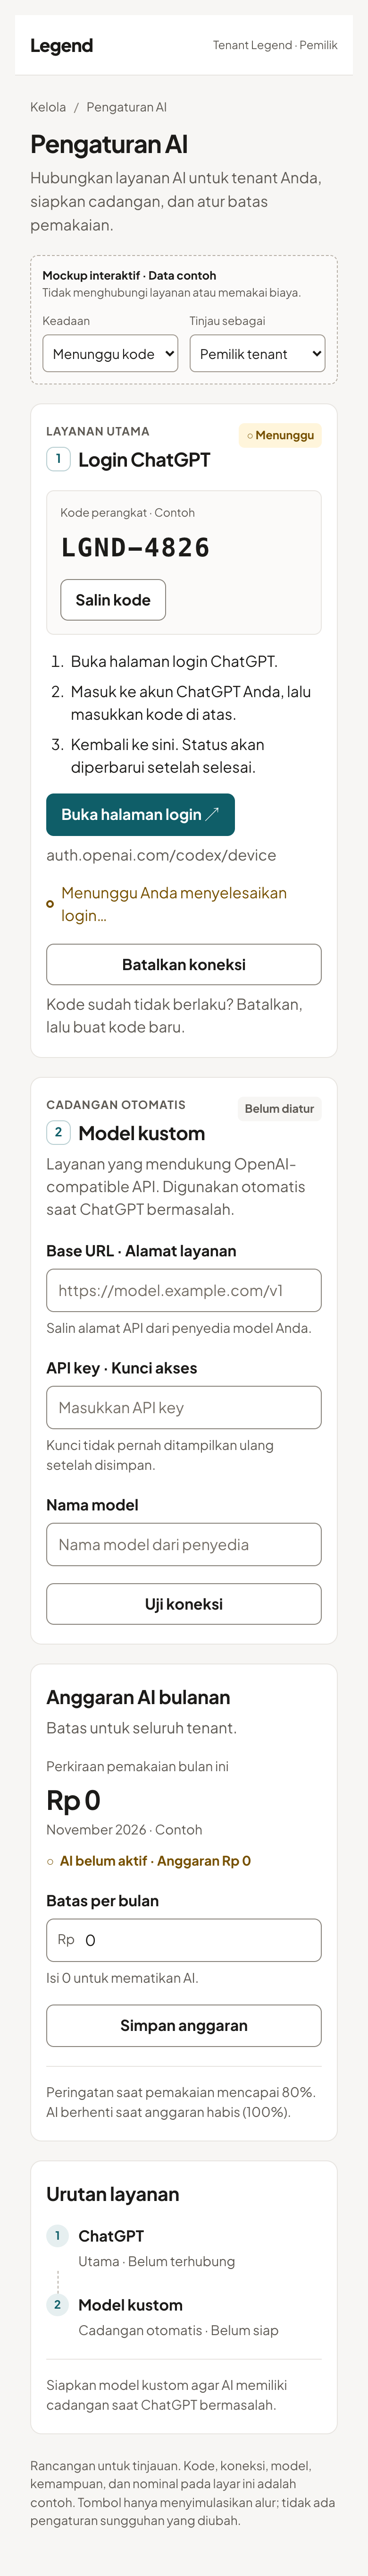 Legend
Tenant Legend · Pemilik
Kelola / Pengaturan AI
Pengaturan AI
Hubungkan layanan AI untuk tenant Anda,
siapkan cadangan, dan atur batas
pemakaian.
Mockup interaktif · Data contoh
Tidak menghubungi layanan atau memakai biaya.
Keadaan
Tinjau sebagai
Menunggu kode
Pemilik tenant
LAYANAN UTAMA
○ Menunggu
1 Login ChatGPT
Kode perangkat · Contoh
LGND–4826
Salin kode
1. Buka halaman login ChatGPT.
2. Masuk ke akun ChatGPT Anda, lalu
masukkan kode di atas.
3. Kembali ke sini. Status akan
diperbarui setelah selesai.
Buka halaman login ↗
auth.openai.com/codex/device
Menunggu Anda menyelesaikan
login…
Batalkan koneksi
Kode sudah tidak berlaku? Batalkan,
lalu buat kode baru.
CADANGAN OTOMATIS
Belum diatur
2 Model kustom
Layanan yang mendukung OpenAI-
compatible API. Digunakan otomatis
saat ChatGPT bermasalah.
Base URL · Alamat layanan
https://model.example.com/v1
Salin alamat API dari penyedia model Anda.
API key · Kunci akses
Masukkan API key
Kunci tidak pernah ditampilkan ulang
setelah disimpan.
Nama model
Nama model dari penyedia
Uji koneksi
Anggaran AI bulanan
Batas untuk seluruh tenant.
Perkiraan pemakaian bulan ini
Rp 0
November 2026 · Contoh
○ AI belum aktif · Anggaran Rp 0
Batas per bulan
Rp 0
Isi 0 untuk mematikan AI.
Simpan anggaran
Peringatan saat pemakaian mencapai 80%.
AI berhenti saat anggaran habis (100%).
Urutan layanan
1 ChatGPT
Utama · Belum terhubung
2 Model kustom
Cadangan otomatis · Belum siap
Siapkan model kustom agar AI memiliki
cadangan saat ChatGPT bermasalah.
Rancangan untuk tinjauan. Kode, koneksi, model,
kemampuan, dan nominal pada layar ini adalah
contoh. Tombol hanya menyimulasikan alur; tidak ada
pengaturan sungguhan yang diubah.